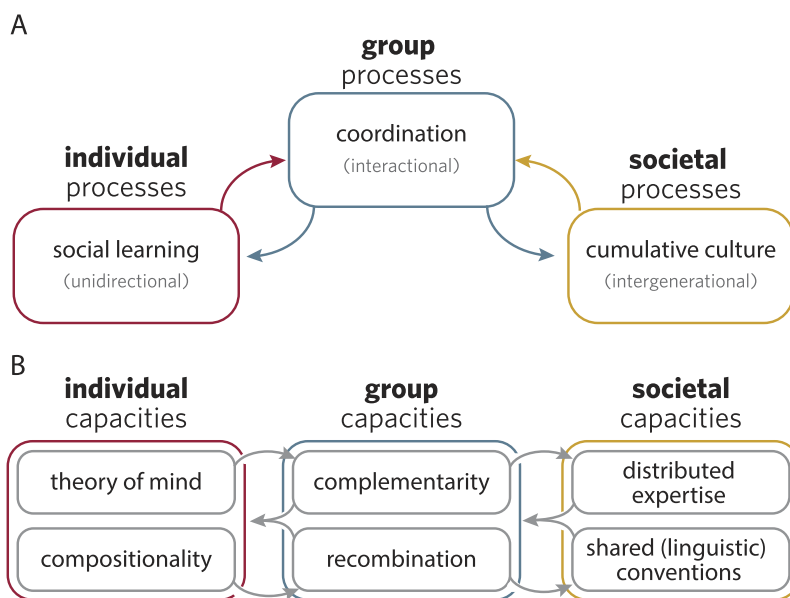 A
group
processes
coordination
(interactional)
individual
processes
social learning
(unidirectional)
societal
processes
cumulative culture
(intergenerational)
B
individual
capacities
group
capacities
societal
capacities
theory of mind
complementarity
distributed
expertise
compositionality
recombination
shared (linguistic)
conventions